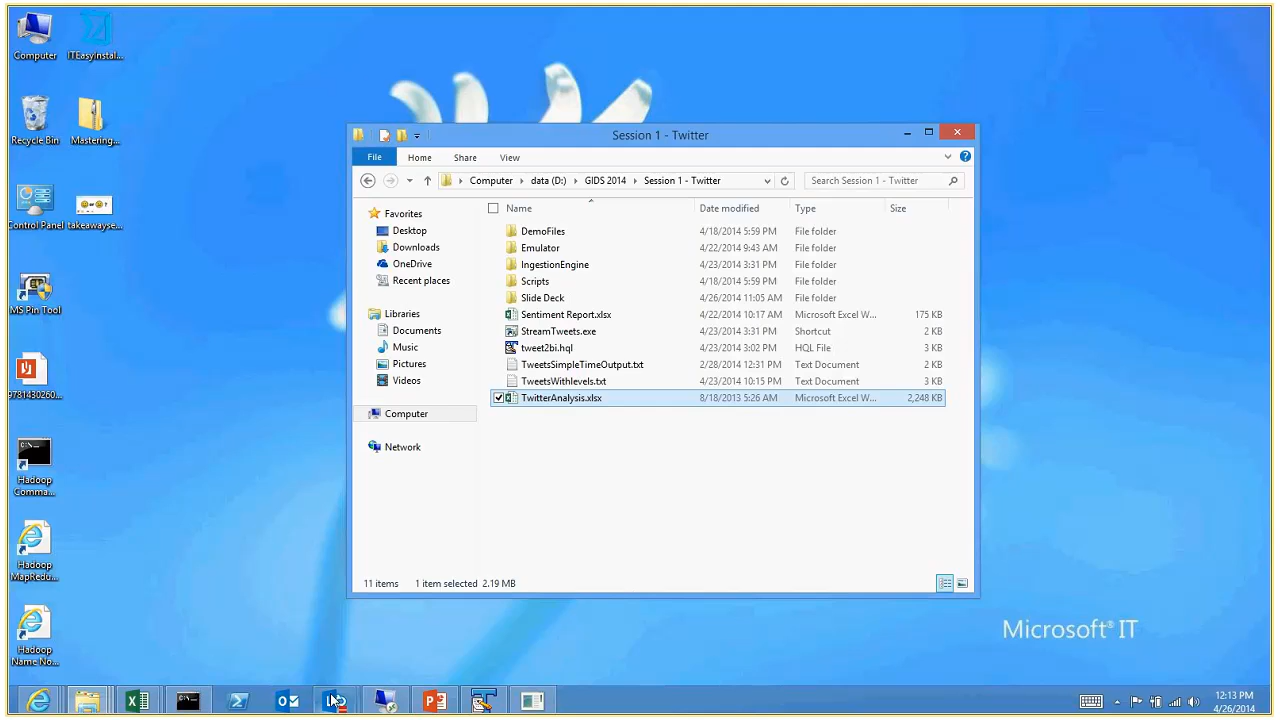 Computer
ITEasyInstal...
Recycle Bin
Mastering...
Control Panel
takeawayse...
MS Pin Tool
9781430260...
Hadoop
Comma...
Hadoop
MapRedu...
Hadoop
Name No...
Session 1 - Twitter
File Home Share View
Computer data (D:) GIDS 2014 Session 1 - Twitter Search Session 1 - Twitter
Name Date modified Type Size
Favorites
Desktop
Downloads
OneDrive
Recent places
Libraries
Documents
Music
Pictures
Videos
Computer
Network
DemoFiles 4/18/2014 5:59 PM File folder
Emulator 4/22/2014 9:43 AM File folder
IngestionEngine 4/23/2014 3:31 PM File folder
Scripts 4/18/2014 5:59 PM File folder
Slide Deck 4/26/2014 11:05 AM File folder
Sentiment Report.xlsx 4/22/2014 10:17 AM Microsoft Excel W... 175 KB
StreamTweets.exe 4/23/2014 3:31 PM Shortcut 2 KB
tweet2bi.hql 4/23/2014 3:02 PM HQL File 3 KB
TweetsSimpleTimeOutput.txt 2/28/2014 12:31 PM Text Document 2 KB
TweetsWithlevels.txt 4/23/2014 10:15 PM Text Document 3 KB
TwitterAnalysis.xlsx 8/18/2013 5:26 AM Microsoft Excel W... 2,248 KB
11 items 1 item selected 2.19 MB
Microsoft® IT
12:13 PM
4/26/2014